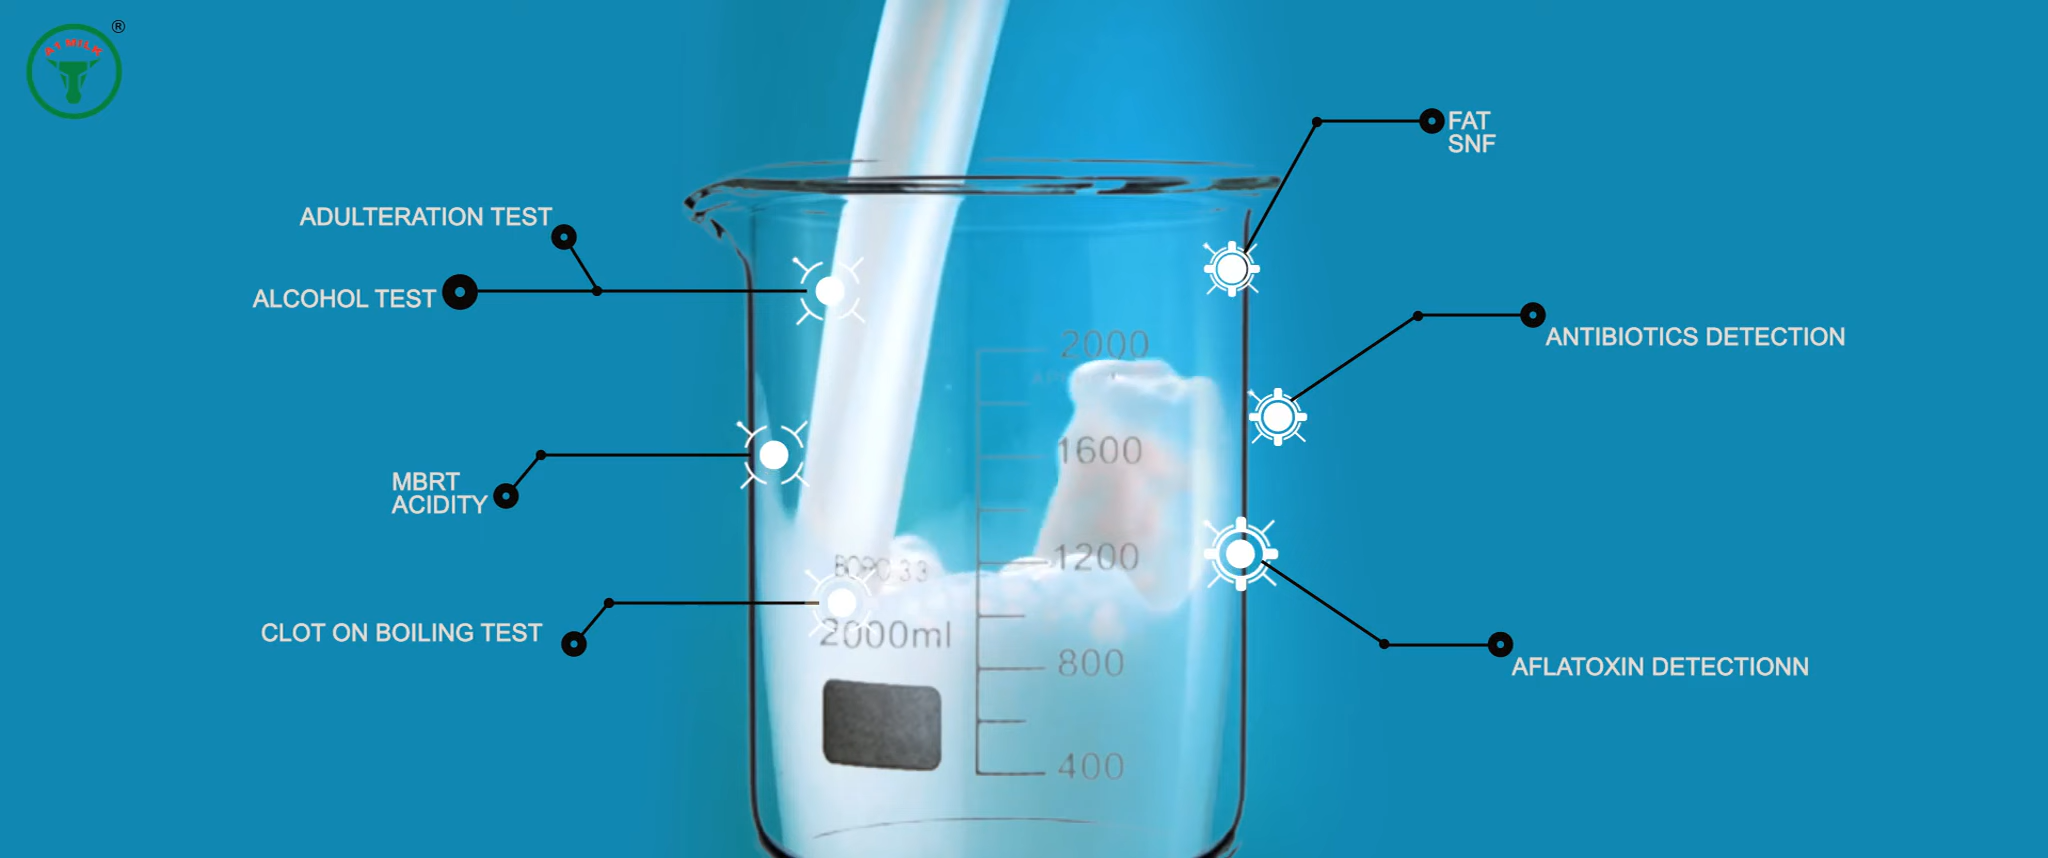 ®
ADULTERATION TEST
ALCOHOL TEST
MBRT
ACIDITY
CLOT ON BOILING TEST
FAT
SNF
ANTIBIOTICS DETECTION
AFLATOXIN DETECTIONN
2000
1600
1200
800
400
2000ml